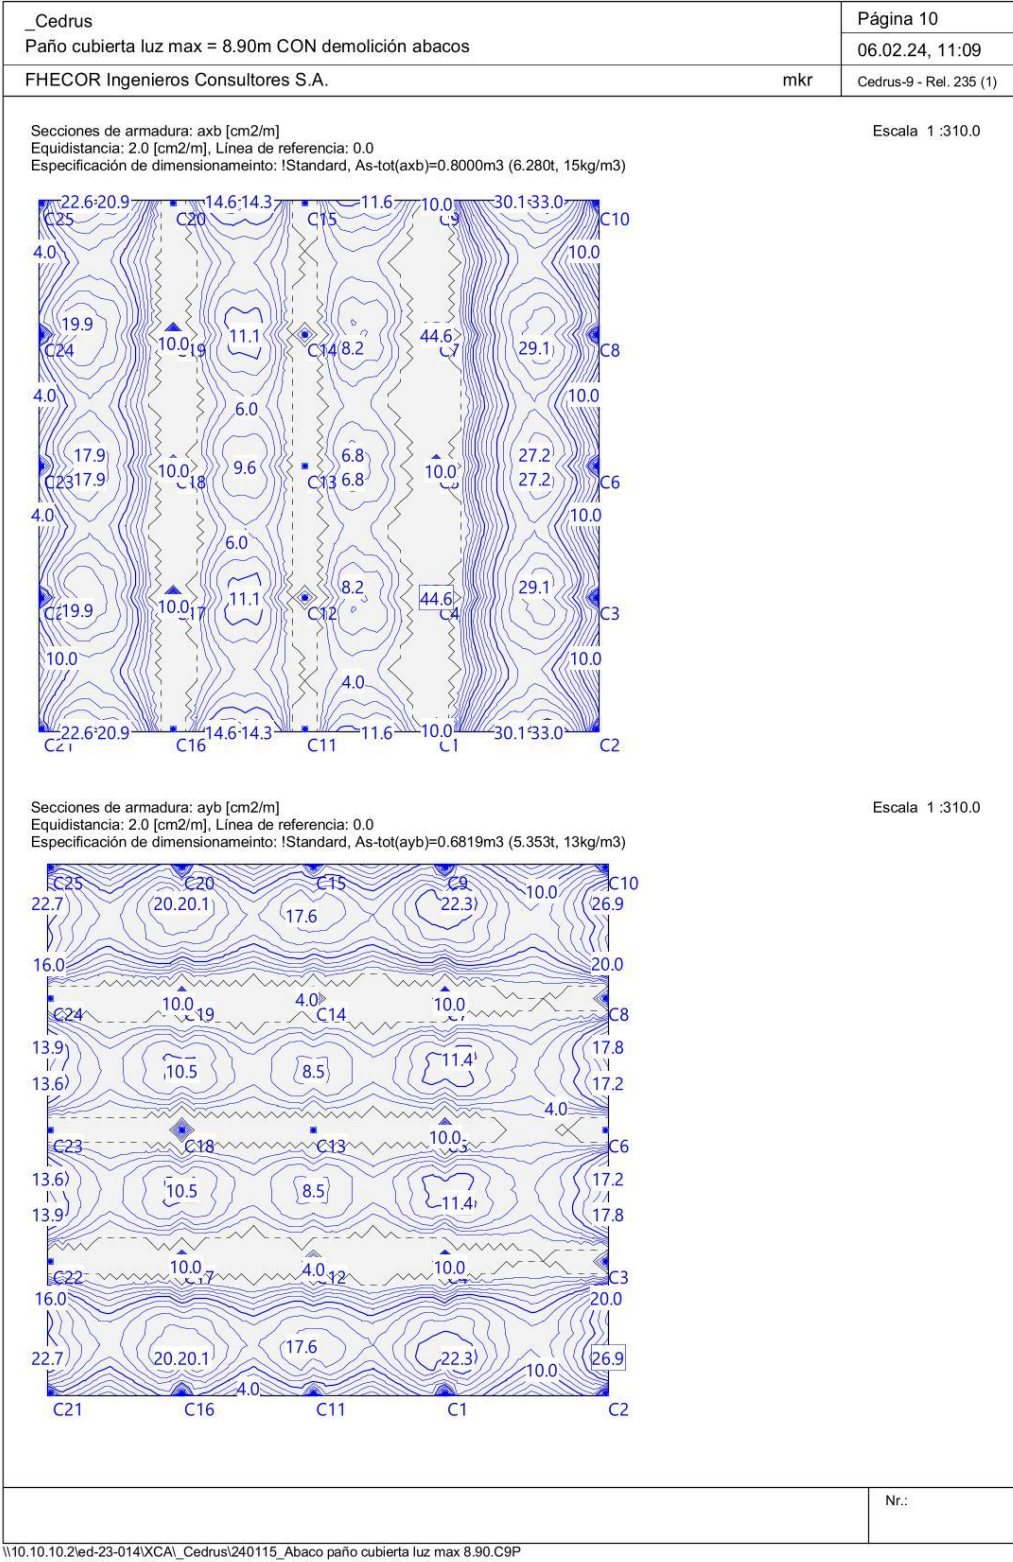 _Cedrus
Página 10
Paño cubierta luz max = 8.90m CON demolición abacos
06.02.24, 11:09
FHECOR Ingenieros Consultores S.A.
mkr
Cedrus-9 - Rel. 235 (1)
Secciones de armadura: axb [cm2/m]
Escala 1 :310.0
Equidistancia: 2.0 [cm2/m], Línea de referencia: 0.0
Especificación de dimensionameinto: !Standard, As-tot(axb)=0.8000m3 (6.280t, 15kg/m3)
22.6 20.9 14.6 14.3 11.6 10.0 30.1 33.0
C25 C20 C15 C9 C10
4.0 10.0
19.9 10.0 11.1 8.2 44.6 29.1
C24 C19 C14 C7 C8
4.0 6.0 10.0
17.9 6.8 27.2
10.0 9.6 10.0
C23 17.9 C18 C13 6.8 27.2 C6
4.0 10.0
6.0
8.2 29.1
19.9 10.0 11.1 44.6
C12 C4 C3
10.0 10.0
4.0
22.6 20.9 14.6 14.3 11.6 10.0 30.1 33.0
C21 C16 C11 C1 C2
Secciones de armadura: ayb [cm2/m]
Escala 1 :310.0
Equidistancia: 2.0 [cm2/m], Línea de referencia: 0.0
Especificación de dimensionameinto: !Standard, As-tot(ayb)=0.6819m3 (5.353t, 13kg/m3)
C25 C20 C15 C9 C10
10.0
22.7 20. 20.1 17.6 22.3 26.9
16.0 20.0
10.0 4.0 10.0
C24 C19 C14 C7 C8
13.9 17.8
11.4
10.5 8.5
13.6 17.2
4.0
10.0
C23 C18 C13 C6
13.6 17.2
10.5 8.5
11.4
13.9 17.8
10.0 4.0 10.0
C22 C17 C12 C4 C3
16.0 20.0
17.6
22.7 20. 20.1 22.3 26.9
10.0
4.0
C21 C16 C11 C1 C2
Nr.:
\\10.10.10.2\ed-23-014\XCA\_Cedrus\240115_Abaco paño cubierta luz max 8.90.C9P